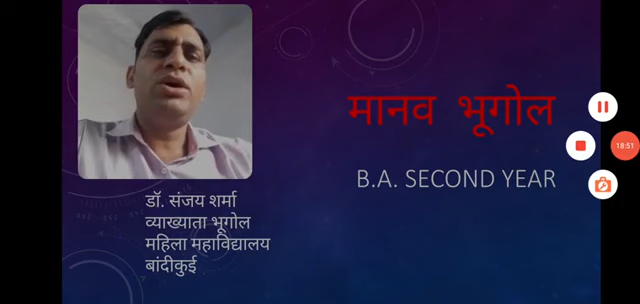 मानव भूगोल
B.A. SECOND YEAR
डॉ. संजय शर्मा
व्याख्याता भूगोल
महिला महाविद्यालय
बांदीकुई
18:51